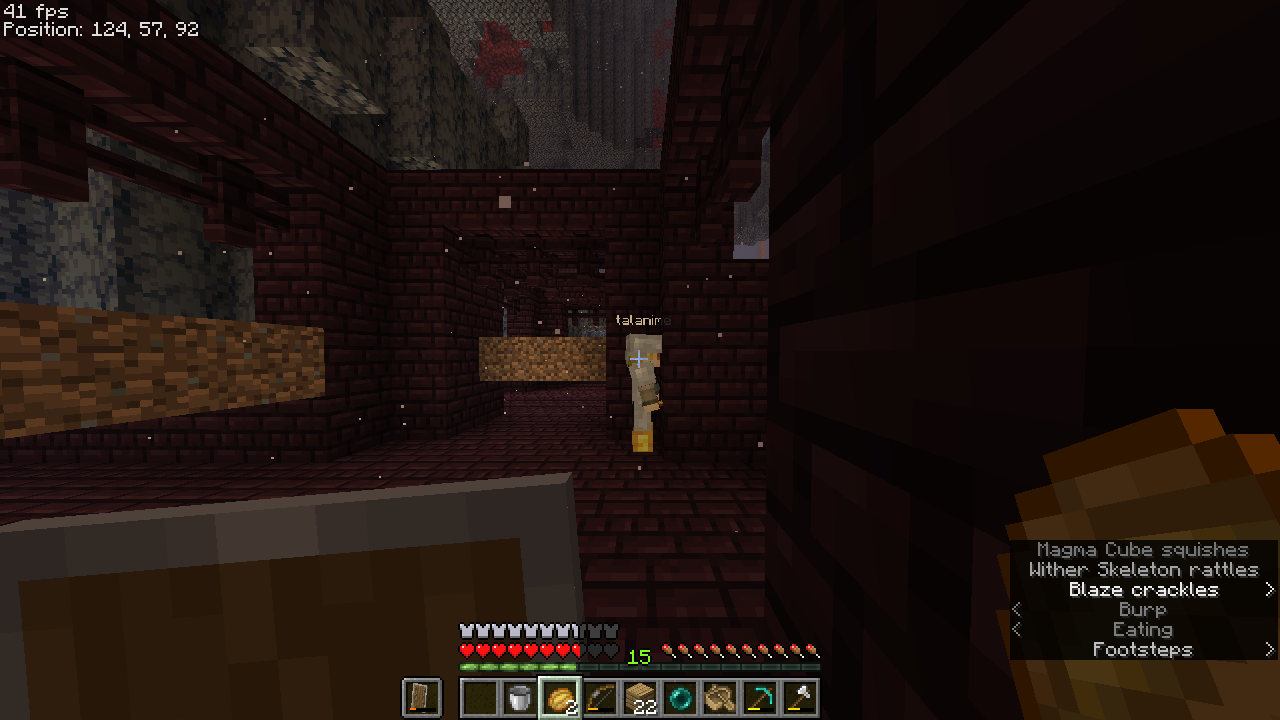 41 fps
Position: 124, 57, 92
talanime
Magma Cube squishes
Wither Skeleton rattles
Blaze crackles >
< Burp
< Eating
Footsteps >
15
2
22